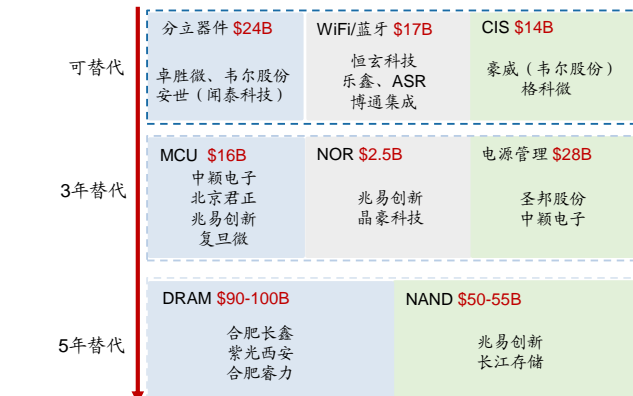 可替代
分立器件 $24B
卓胜微、韦尔股份
安世（闻泰科技）
WiFi/蓝牙 $17B
恒玄科技
乐鑫、ASR
博通集成
CIS $14B
豪威（韦尔股份）
格科微
3年替代
MCU $16B
中颖电子
北京君正
兆易创新
复旦微
NOR $2.5B
兆易创新
晶豪科技
电源管理 $28B
圣邦股份
中颖电子
5年替代
DRAM $90-100B
合肥长鑫
紫光西安
合肥睿力
NAND $50-55B
兆易创新
长江存储